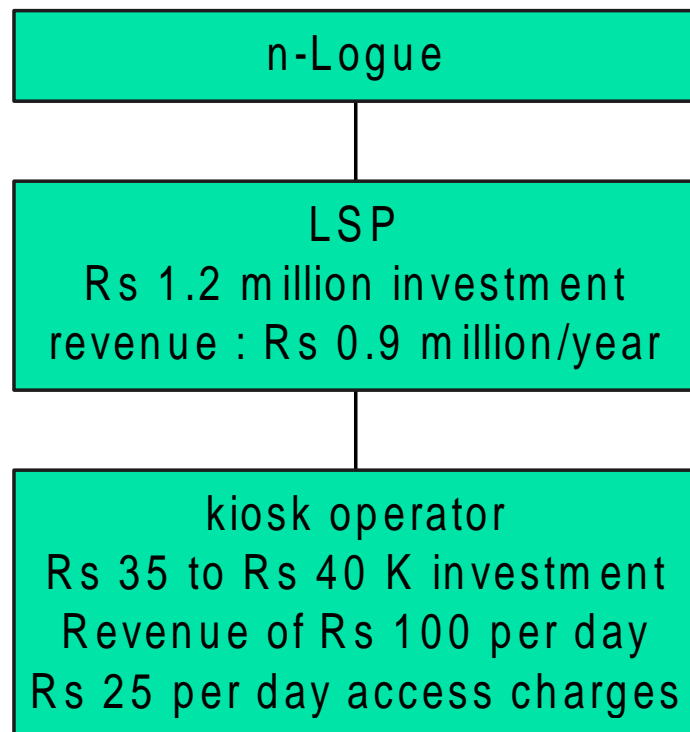 n-Logue
LSP
Rs 1.2 million investment
revenue : Rs 0.9 million/year
kiosk operator
Rs 35 to Rs 40 K investment
Revenue of Rs 100 per day
Rs 25 per day access charges